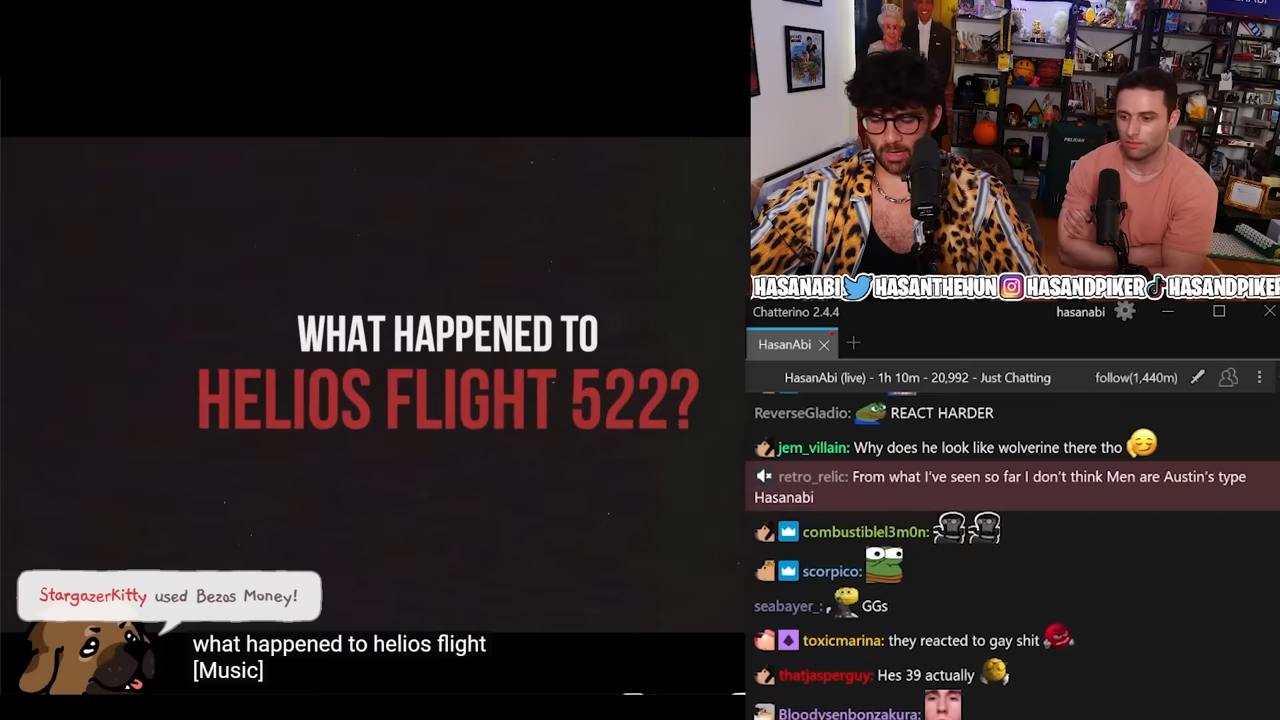 WHAT HAPPENED TO
HELIOS FLIGHT 522?
StargazerKitty used Bezos Money!
what happened to helios flight
[Music]
PELICAN
HASANABI HASANTHEHUN HASANDPIKER HASANDPIKER
Chatterino 2.4.4
hasanabi
HasanAbi
HasanAbi (live) - 1h 10m - 20,992 - Just Chatting
follow(1,440m)
ReverseGladio: REACT HARDER
jem_villain: Why does he look like wolverine there tho
retro_relic: From what I've seen so far I don't think Men are Austin's type
Hasanabi
combustiblel3m0n:
scorpico:
seabayer_: , GGs
toxicmarina: they reacted to gay shit
thatjasperguy: Hes 39 actually
Bloodysenbonzakura: